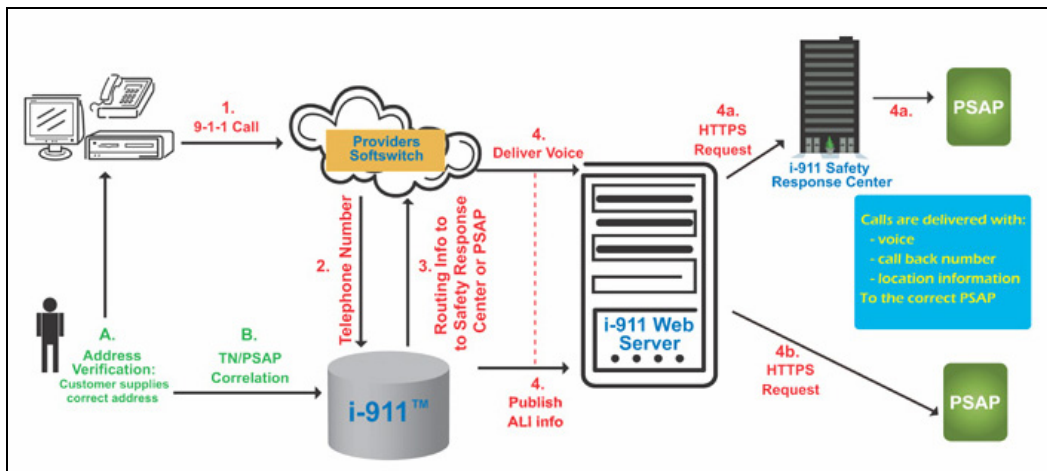 1.
9-1-1 Call
Providers
Softswitch
4.
Deliver Voice
4a.
HTTPS
Request
4a.
PSAP
i-911 Safety
Response Center
Calls are delivered with:
- voice
- call back number
- location information
To the correct PSAP
2.
Telephone Number
3.
Routing Info to
to Safety Response
Center or PSAP
i-911 Web
Server
A.
Address
Verification:
Customer supplies
correct address
B.
TN/PSAP
Correlation
i-911™
4.
Publish
ALI info
4b.
HTTPS
Request
PSAP